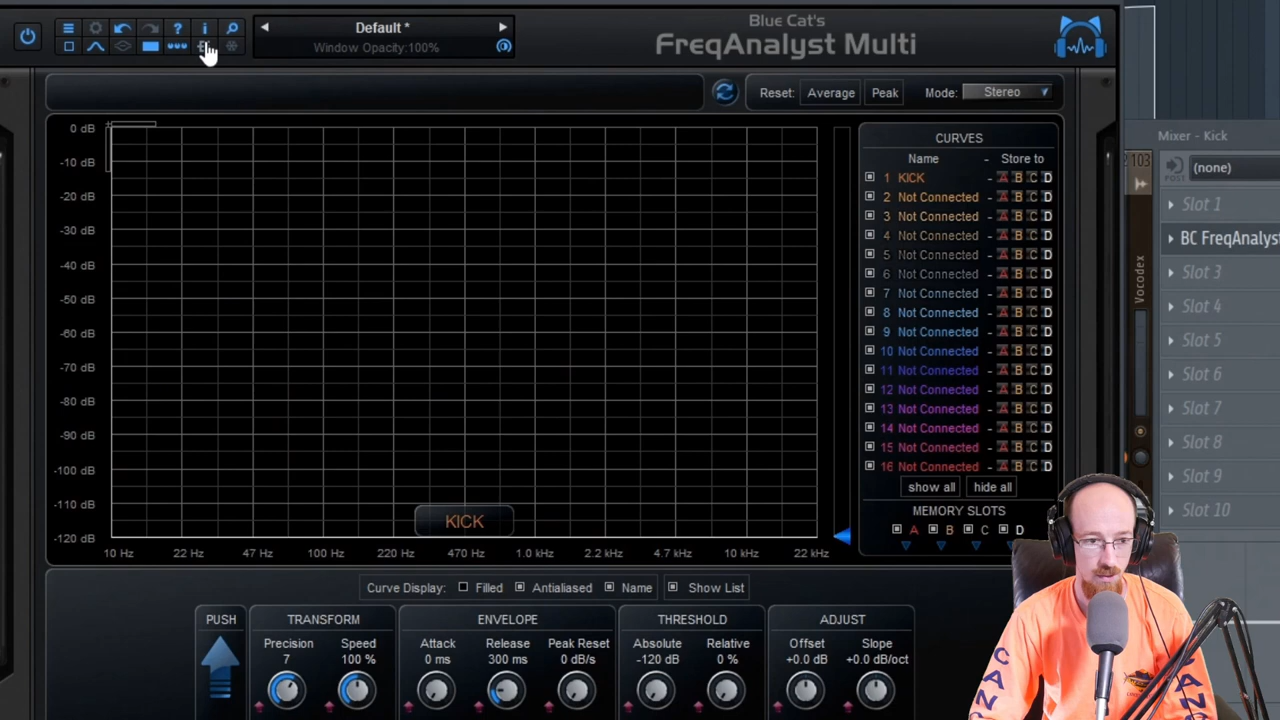 Default *
Window Opacity:100%
Blue Cat's
FreqAnalyst Multi
Reset: Average Peak Mode: Stereo
0 dB
-10 dB
-20 dB
-30 dB
-40 dB
-50 dB
-60 dB
-70 dB
-80 dB
-90 dB
-100 dB
-110 dB
-120 dB
10 Hz 22 Hz 47 Hz 100 Hz 220 Hz 470 Hz 1.0 kHz 2.2 kHz 4.7 kHz 10 kHz 22 kHz
KICK
CURVES
Name - Store to
1 KICK - A B C D
2 Not Connected - A B C D
3 Not Connected - A B C D
4 Not Connected - A B C D
5 Not Connected - A B C D
6 Not Connected - A B C D
7 Not Connected - A B C D
8 Not Connected - A B C D
9 Not Connected - A B C D
10 Not Connected - A B C D
11 Not Connected - A B C D
12 Not Connected - A B C D
13 Not Connected - A B C D
14 Not Connected - A B C D
15 Not Connected - A B C D
16 Not Connected - A B C D
show all hide all
MEMORY SLOTS
A B C D
Curve Display: Filled Antialiased Name Show List
PUSH
TRANSFORM
Precision Speed
7 100 %
ENVELOPE
Attack Release Peak Reset
0 ms 300 ms 0 dB/s
THRESHOLD
Absolute Relative
-120 dB 0 %
ADJUST
Offset Slope
+0.0 dB +0.0 dB/oct
Mixer - Kick
103
POST
(none)
Vocodex
Slot 1
BC FreqAnalyst
Slot 3
Slot 4
Slot 5
Slot 6
Slot 7
Slot 8
Slot 9
Slot 10